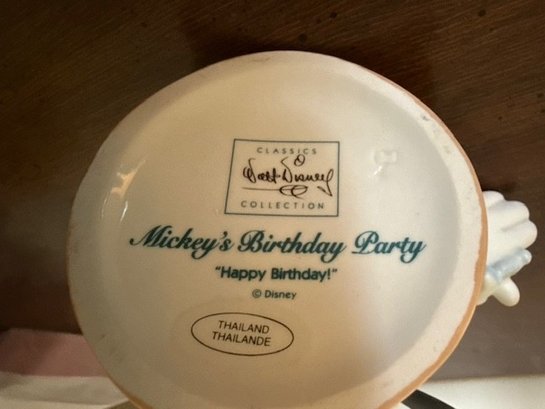 CLASSICS
Walt Disney
COLLECTION
Mickey's Birthday Party
"Happy Birthday!"
© Disney
THAILAND
THAILANDE